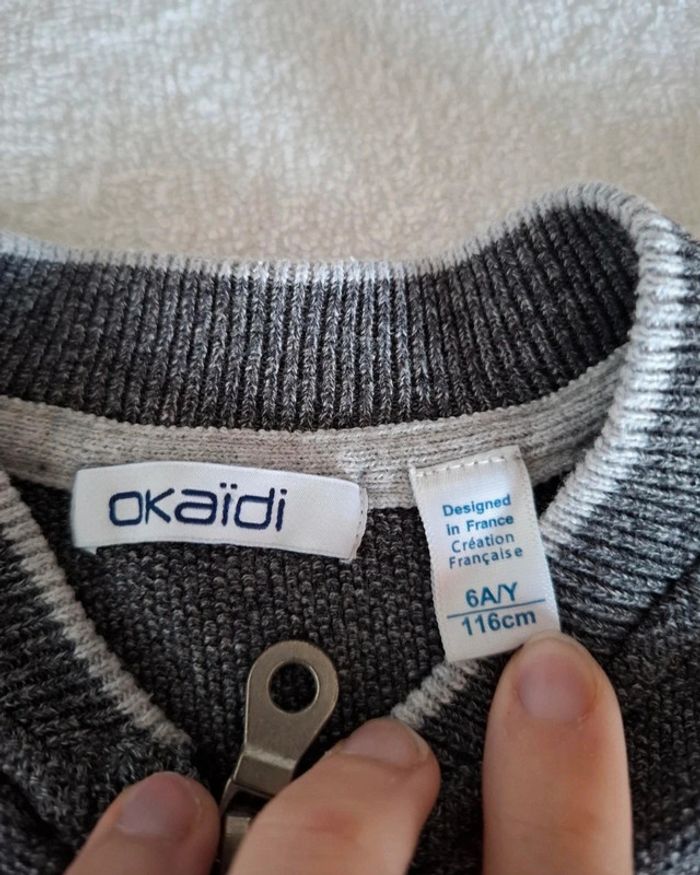 oKaïdi
Designed
in France
Création
Française
6A/Y
116cm